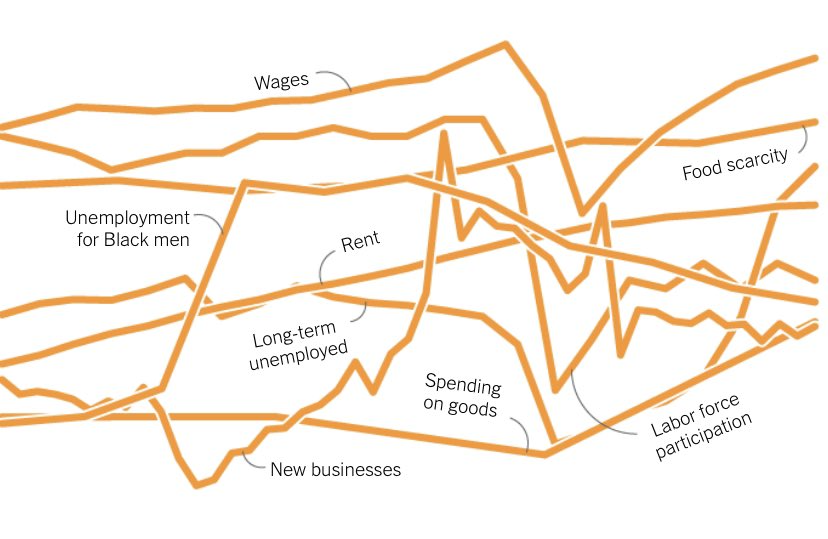 Wages
Food scarcity
Unemployment
for Black men
Rent
Long-term
unemployed
Spending
on goods
Labor force
participation
New businesses